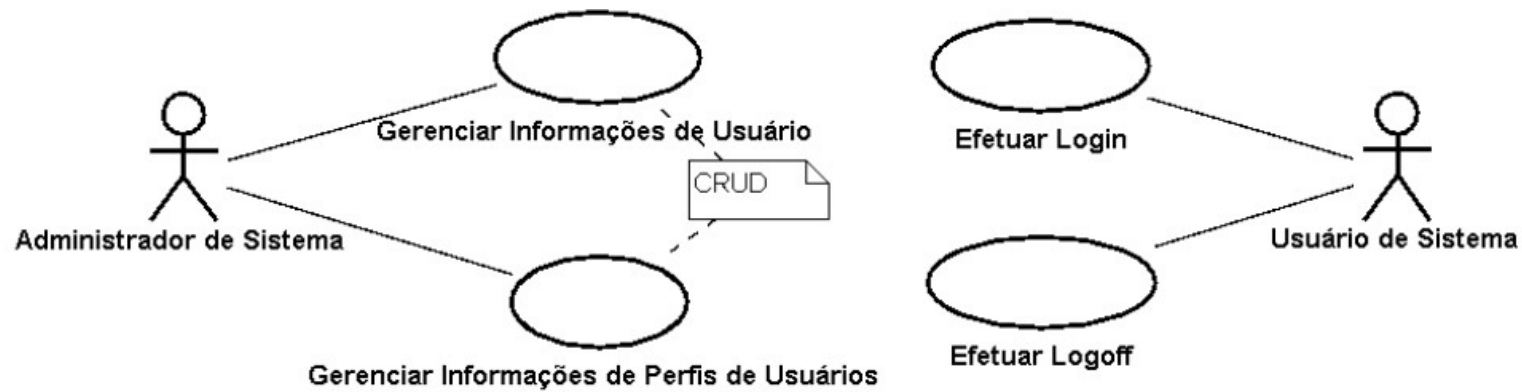 Gerenciar Informações de Usuário
Efetuar Login
CRUD
Administrador de Sistema
Usuário de Sistema
Efetuar Logoff
Gerenciar Informações de Perfis de Usuários